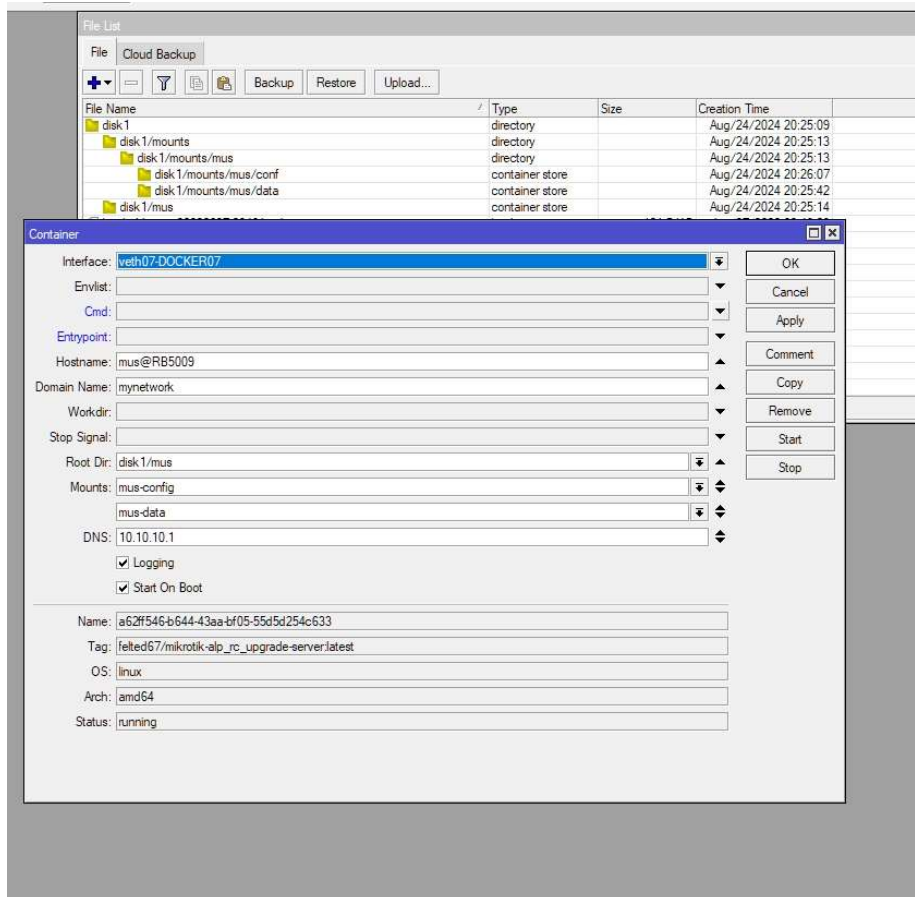 File List
File Cloud Backup
Backup Restore Upload...
File Name / Type Size Creation Time
disk1 directory Aug/24/2024 20:25:09
disk1/mounts directory Aug/24/2024 20:25:13
disk1/mounts/mus directory Aug/24/2024 20:25:13
disk1/mounts/mus/conf container store Aug/24/2024 20:26:07
disk1/mounts/mus/data container store Aug/24/2024 20:25:42
disk1/mus container store Aug/24/2024 20:25:14
Container
Interface: veth07-DOCKER07 OK
Envlist: Cancel
Cmd: Apply
Entrypoint:
Hostname: mus@RB5009 Comment
Domain Name: mynetwork Copy
Workdir: Remove
Stop Signal: Start
Root Dir: disk1/mus Stop
Mounts: mus-config
mus-data
DNS: 10.10.10.1
Logging
Start On Boot
Name: a62ff546-b644-43aa-bf05-55d5d254c633
Tag: felted67/mikrotik-alp_rc_upgrade-server:latest
OS: linux
Arch: amd64
Status: running